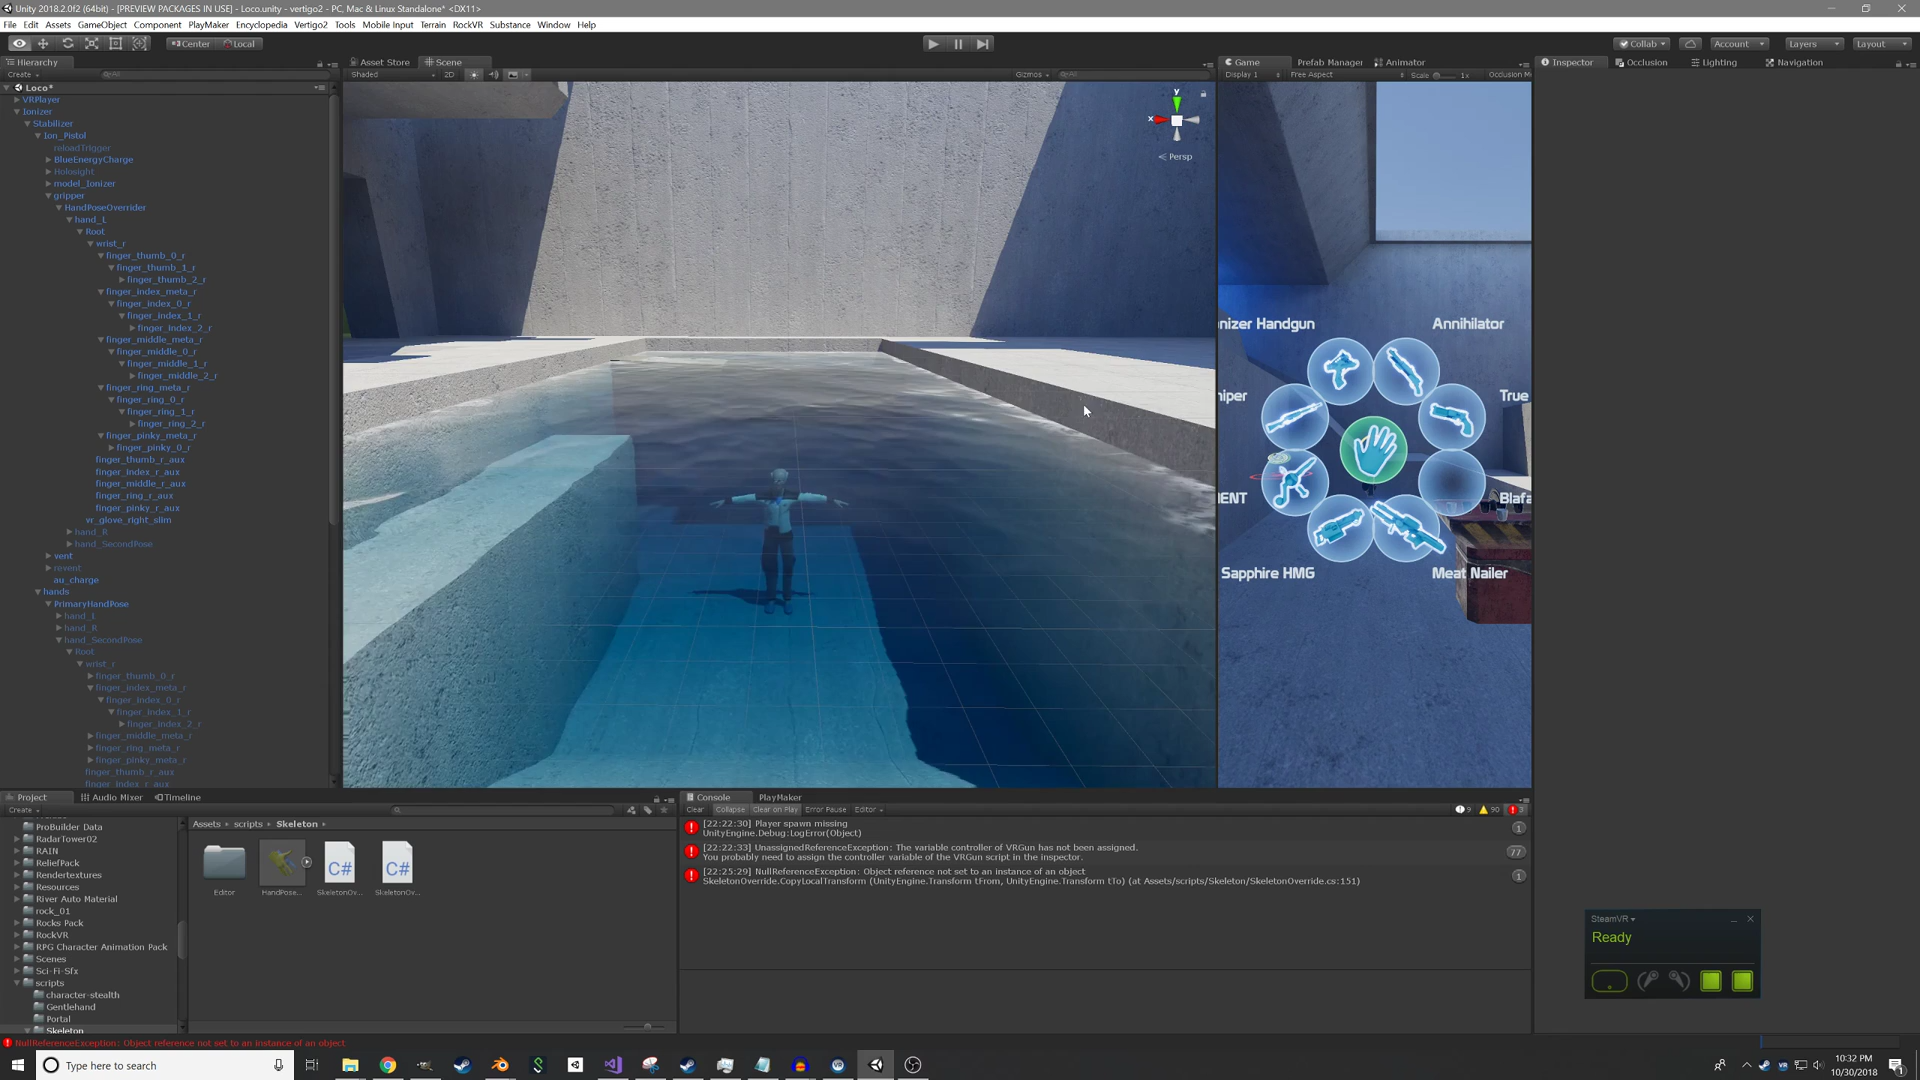 Unity 2018.2.0f2 (64bit) - [PREVIEW PACKAGES IN USE] - Loco.unity - vertigo2 - PC, Mac & Linux Standalone* <DX11>
File Edit Assets GameObject Component PlayMaker Encyclopedia Vertigo2 Tools Mobile Input Terrain RockVR Substance Window Help
Center Local Collab Account Layers Layout
Hierarchy
Create All
Loco*
VRPlayer
Ionizer
Stabilizer
Ion_Pistol
reloadTrigger
BlueEnergyCharge
Holosight
model_Ionizer
gripper
HandPoseOverrider
hand_L
Root
wrist_r
finger_thumb_0_r
finger_thumb_1_r
finger_thumb_2_r
finger_index_meta_r
finger_index_0_r
finger_index_1_r
finger_index_2_r
finger_middle_meta_r
finger_middle_0_r
finger_middle_1_r
finger_middle_2_r
finger_ring_meta_r
finger_ring_0_r
finger_ring_1_r
finger_ring_2_r
finger_pinky_meta_r
finger_pinky_0_r
finger_thumb_r_aux
finger_index_r_aux
finger_middle_r_aux
finger_ring_r_aux
finger_pinky_r_aux
vr_glove_right_slim
hand_R
hand_SecondPose
vent
revent
au_charge
hands
PrimaryHandPose
hand_L
hand_R
hand_SecondPose
Root
wrist_r
finger_thumb_0_r
finger_index_meta_r
finger_index_0_r
finger_index_1_r
finger_index_2_r
finger_middle_meta_r
finger_ring_meta_r
finger_pinky_meta_r
finger_thumb_r_aux
finger_index_r_aux
Asset Store Scene
Shaded 2D Gizmos All
y
x
Persp
Game Prefab Manager Animator
Display 1 Free Aspect Scale 1x Occlusion M
nizer Handgun Annihilator
niper True
ENT Blafa
Sapphire HMG Meat Nailer
Inspector Occlusion Lighting Navigation
Project Audio Mixer Timeline
Create
ProBuilder Data
RadarTower02
RAIN
ReliefPack
Rendertextures
Resources
River Auto Material
rock_01
Rocks Pack
RockVR
RPG Character Animation Pack
Scenes
Sci-Fi-Sfx
scripts
character-stealth
Gentlehand
Portal
Skeleton
Assets scripts Skeleton
C# C#
Editor HandPose... SkeletonOv... SkeletonOv...
Console PlayMaker
Clear Collapse Clear on Play Error Pause Editor 9 90 3
[22:22:30] Player spawn missing
UnityEngine.Debug:LogError(Object)
1
[22:22:33] UnassignedReferenceException: The variable controller of VRGun has not been assigned.
You probably need to assign the controller variable of the VRGun script in the inspector.
77
[22:25:29] NullReferenceException: Object reference not set to an instance of an object
SkeletonOverride.CopyLocalTransform (UnityEngine.Transform tFrom, UnityEngine.Transform tTo) (at Assets/scripts/Skeleton/SkeletonOverride.cs:151)
1
SteamVR
Ready
NullReferenceException: Object reference not set to an instance of an object
Type here to search
10:32 PM
10/30/2018